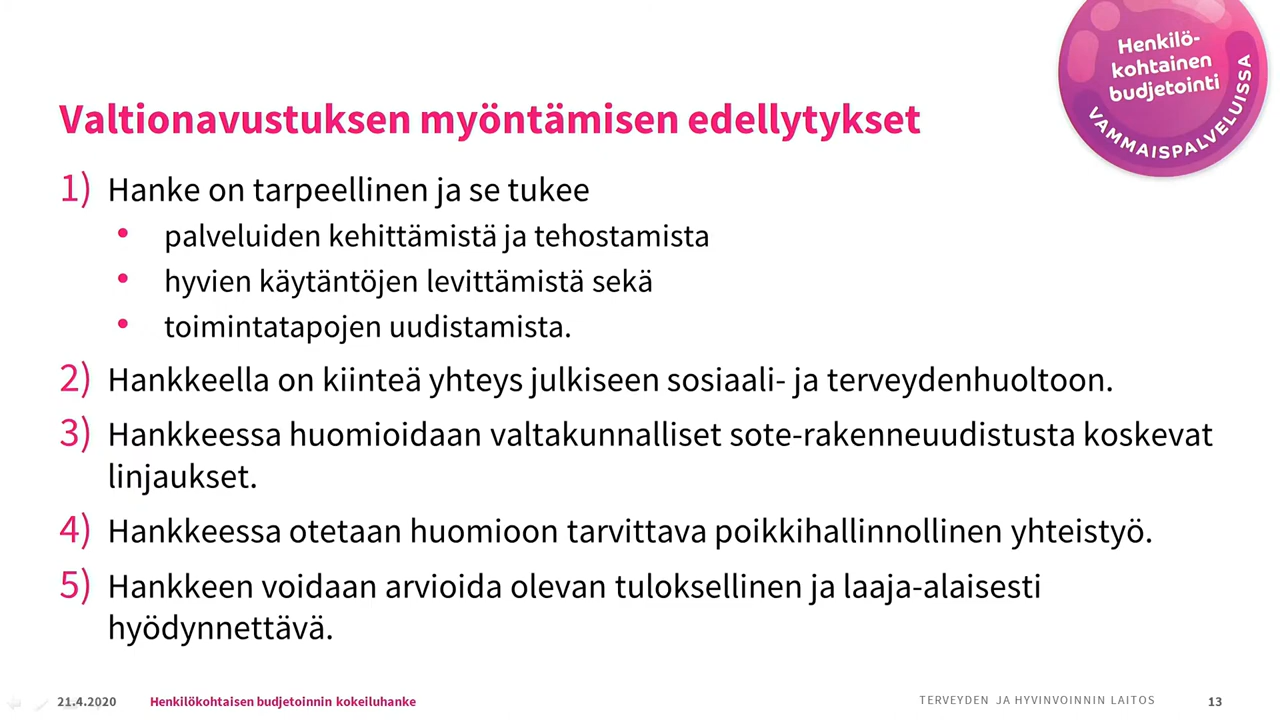 Henkilö-
kohtainen
budjetointi
VAMMAISPALVELUISSA
Valtionavustuksen myöntämisen edellytykset
1) Hanke on tarpeellinen ja se tukee
• palveluiden kehittämistä ja tehostamista
• hyvien käytäntöjen levittämistä sekä
• toimintatapojen uudistamista.
2) Hankkeella on kiinteä yhteys julkiseen sosiaali- ja terveydenhuoltoon.
3) Hankkeessa huomioidaan valtakunnalliset sote-rakenneuudistusta koskevat
linjaukset.
4) Hankkeessa otetaan huomioon tarvittava poikkihallinnollinen yhteistyö.
5) Hankkeen voidaan arvioida olevan tuloksellinen ja laaja-alaisesti
hyödynnettävä.
21.4.2020 Henkilökohtaisen budjetoinnin kokeiluhanke TERVEYDEN JA HYVINVOINNIN LAITOS 13